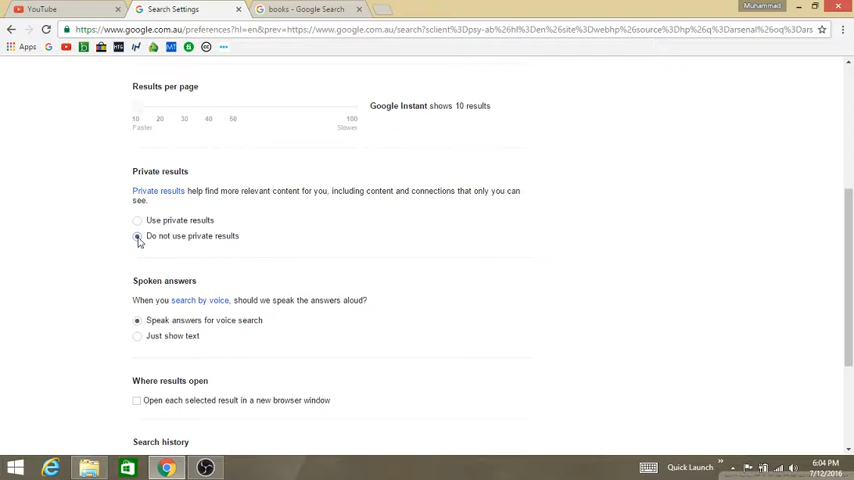 Muhammad
YouTube
Search Settings
books - Google Search
https://www.google.com.au/preferences?hl=en&prev=https://www.google.com.au/search?sclient%3Dpsy-ab%26hl%3Den%26site%3Dwebhp%26source%3Dhp%26q%3Darsenal%26oq%3Dars
Apps
Results per page
Google Instant shows 10 results
10 20 30 40 50 100
Faster Slower
Private results
Private results help find more relevant content for you, including content and connections that only you can
see.
Use private results
Do not use private results
Spoken answers
When you search by voice, should we speak the answers aloud?
Speak answers for voice search
Just show text
Where results open
Open each selected result in a new browser window
Search history
Quick Launch
6:04 PM
7/12/2016